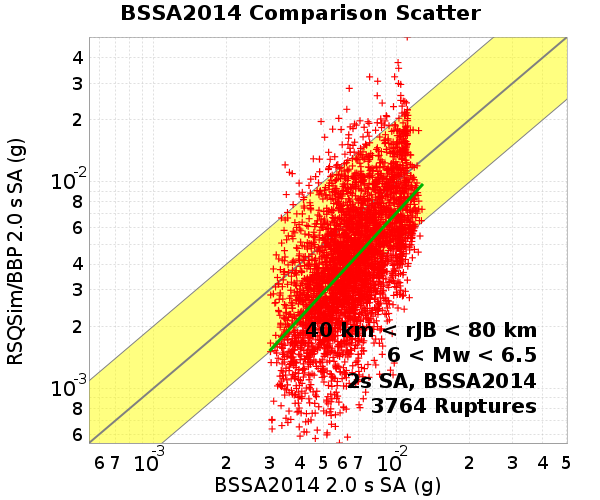 BSSA2014 Comparison Scatter
RSQSim/BBP 2.0 s SA (g)
4
3
2
10-2
8
6
4
3
2
10-3
8
6
40 km < rJB < 80 km
6 < Mw < 6.5
2s SA, BSSA2014
3764 Ruptures
6 7 10-3 2 3 4 5 6 7 10-2 2 3 4 5
BSSA2014 2.0 s SA (g)